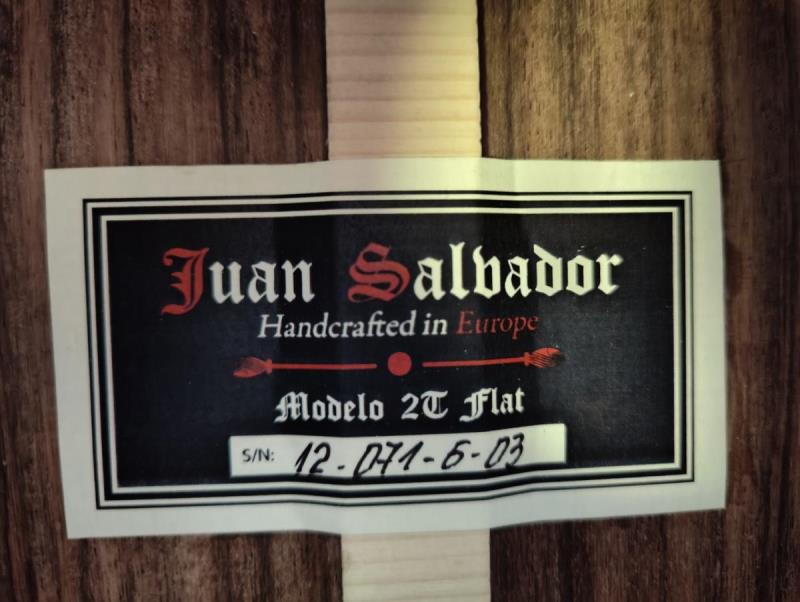 Juan Salvador
Handcrafted in Europe
Modelo 2T Flat
S/N: 12-071-6-03